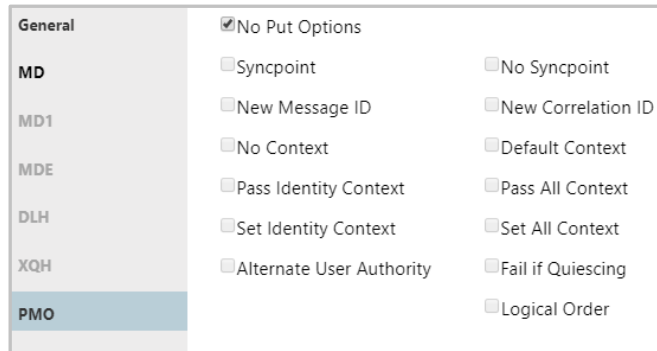 General
MD
MD1
MDE
DLH
XQH
PMO
No Put Options
Syncpoint
No Syncpoint
New Message ID
New Correlation ID
No Context
Default Context
Pass Identity Context
Pass All Context
Set Identity Context
Set All Context
Alternate User Authority
Fail if Quiescing
Logical Order